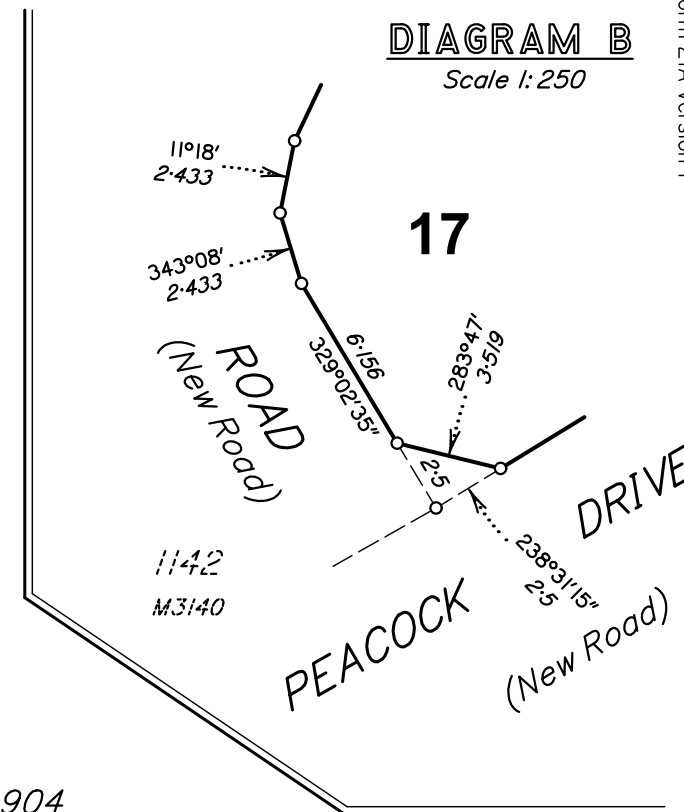 DIAGRAM B
Scale 1:250
11°18'
2·433
17
343°08'
2·433
283°47'
3·519
6·156
329°02'35"
ROAD
(New Road)
2·5
DRIVE
238°31'15"
2·5
1142
M3140
PEACOCK
(New Road)
904